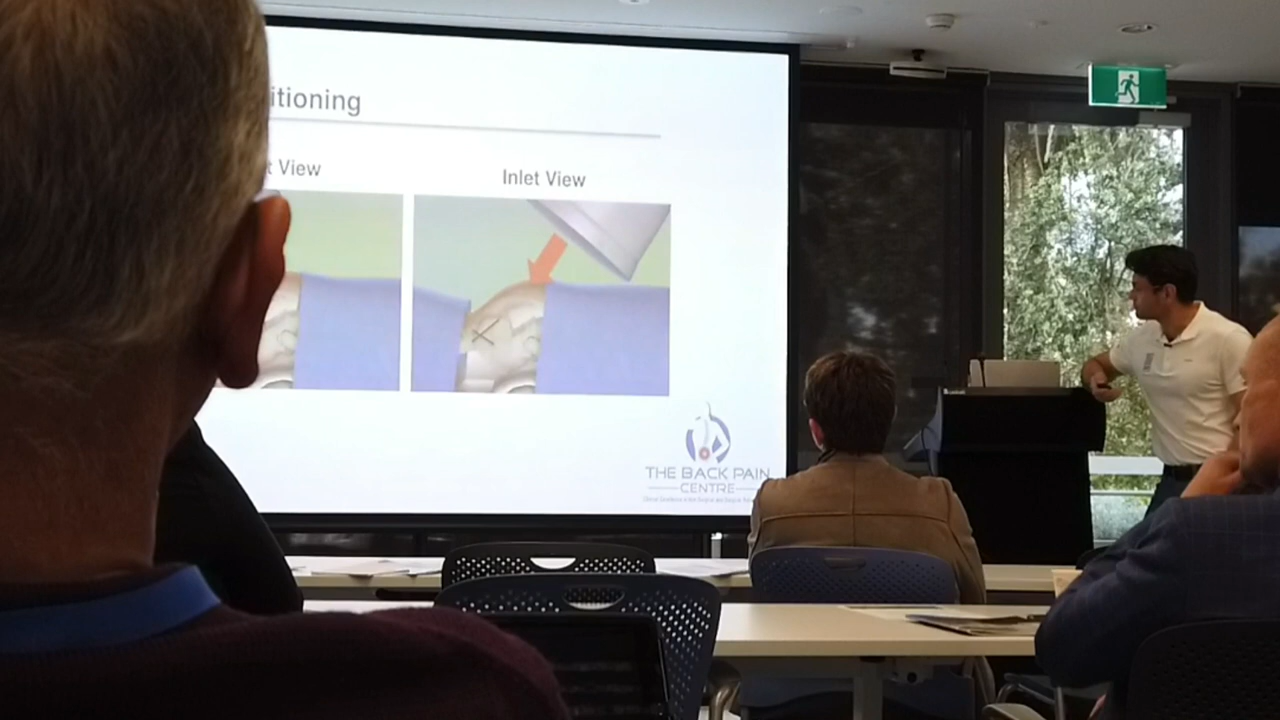 itioning
t View
Inlet View
THE BACK PAIN
CENTRE